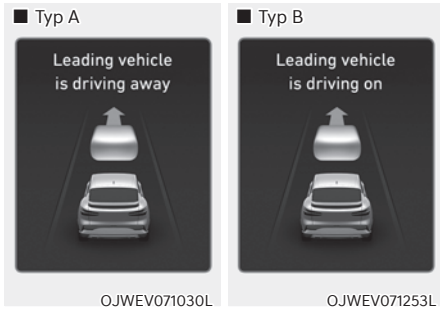 ■ Typ A
Leading vehicle
is driving away
OJWEV071030L
■ Typ B
Leading vehicle
is driving on
OJWEV071253L